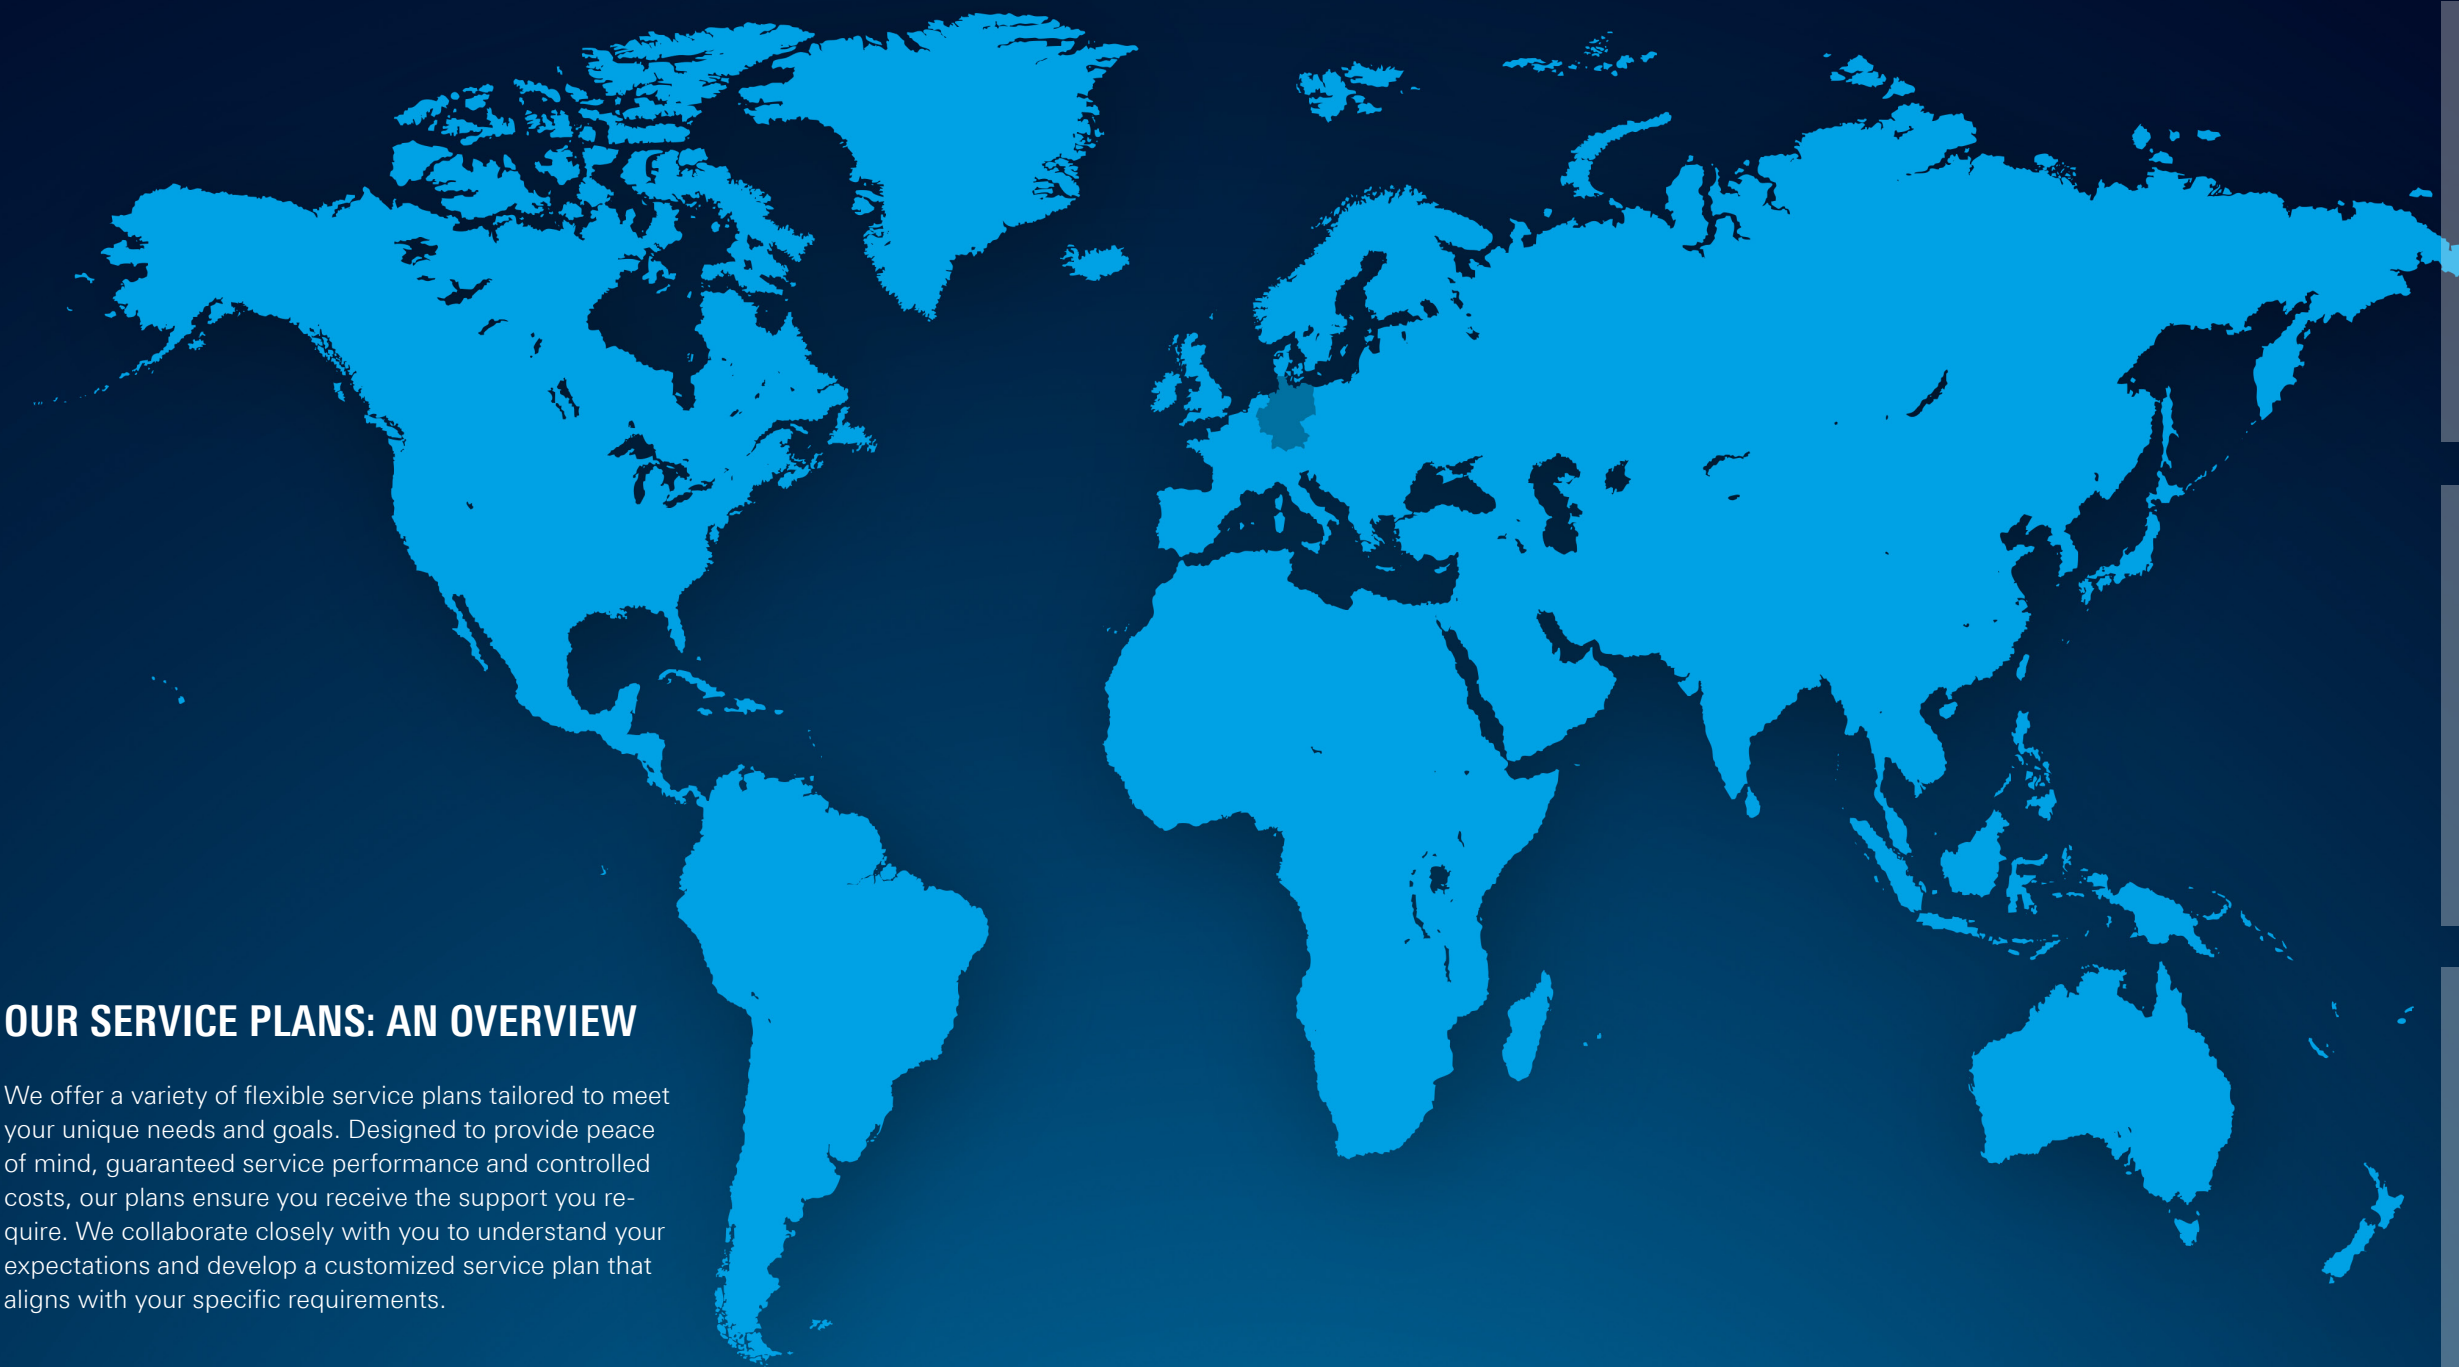 OUR SERVICE PLANS: AN OVERVIEW
We offer a variety of flexible service plans tailored to meet
your unique needs and goals. Designed to provide peace
of mind, guaranteed service performance and controlled
costs, our plans ensure you receive the support you re-
quire. We collaborate closely with you to understand your
expectations and develop a customized service plan that
aligns with your specific requirements.